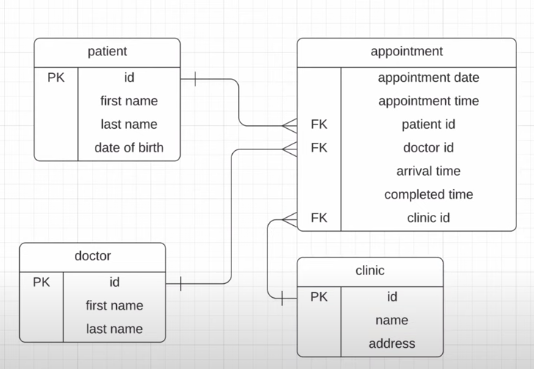 patient
PK id
first name
last name
date of birth
appointment
appointment date
appointment time
FK patient id
FK doctor id
arrival time
completed time
FK clinic id
doctor
PK id
first name
last name
clinic
PK id
name
address